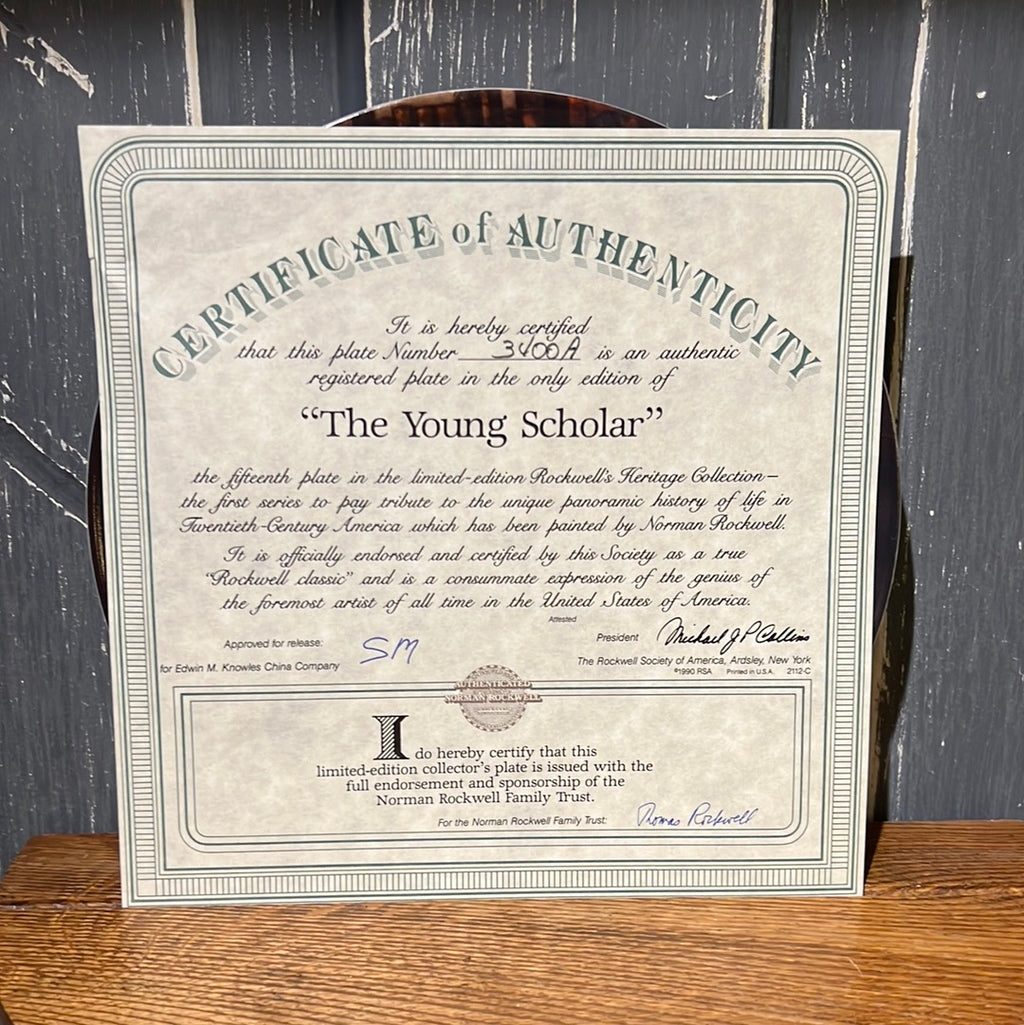 CERTIFICATE of AUTHENTICITY
It is hereby certified
that this plate Number 3400A is an authentic
registered plate in the only edition of
“The Young Scholar”
the fifteenth plate in the limited-edition Rockwell's Heritage Collection—
the first series to pay tribute to the unique panoramic history of life in
Twentieth-Century America which has been painted by Norman Rockwell.
It is officially endorsed and certified by this Society as a true
“Rockwell classic” and is a consummate expression of the genius of
the foremost artist of all time in the United States of America.
Attested
Approved for release: SM
for Edwin M. Knowles China Company
President Michael J P Collins
The Rockwell Society of America, Ardsley, New York
©1990 RSA Printed in U.S.A. 2112-C
AUTHENTICATED
NORMAN ROCKWELL
I do hereby certify that this
limited-edition collector's plate is issued with the
full endorsement and sponsorship of the
Norman Rockwell Family Trust.
For the Norman Rockwell Family Trust: Thomas Rockwell